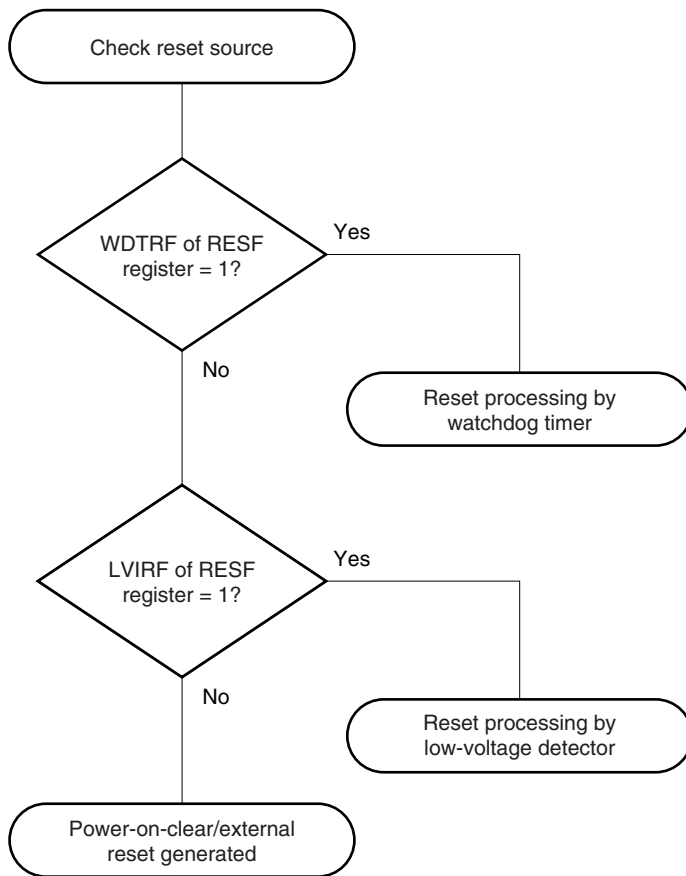 Check reset source
WDTRF of RESF
register = 1?
Yes
No
Reset processing by
watchdog timer
LVIRF of RESF
register = 1?
Yes
No
Reset processing by
low-voltage detector
Power-on-clear/external
reset generated